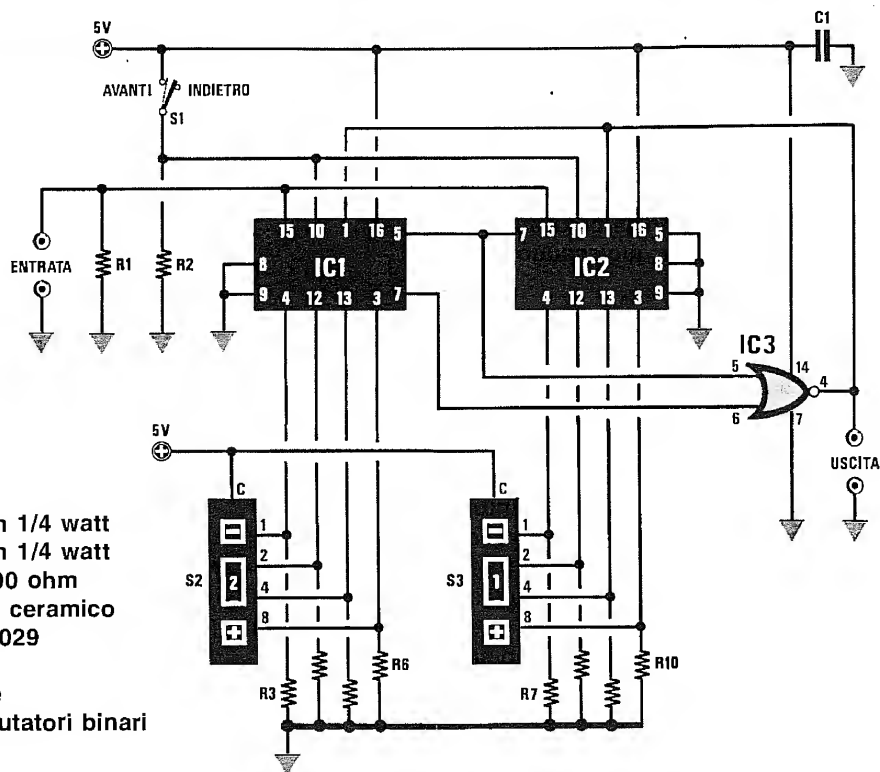 5V
C1
AVANTI INDIETRO
S1
15 10 1 16 5
7 15 10 1 16 5
ENTRATA
R1
R2
8
IC1
IC2
8
9
7
9
4 12 13 3
4 12 13 3
IC3
5
14
4
6
7
USCITA
5V
C
C
1
1
2
2
S2
2
S3
1
4
4
8
8
R3
R6
R7
R10
1/4 watt
1/4 watt
ohm
ceramico
029
binari